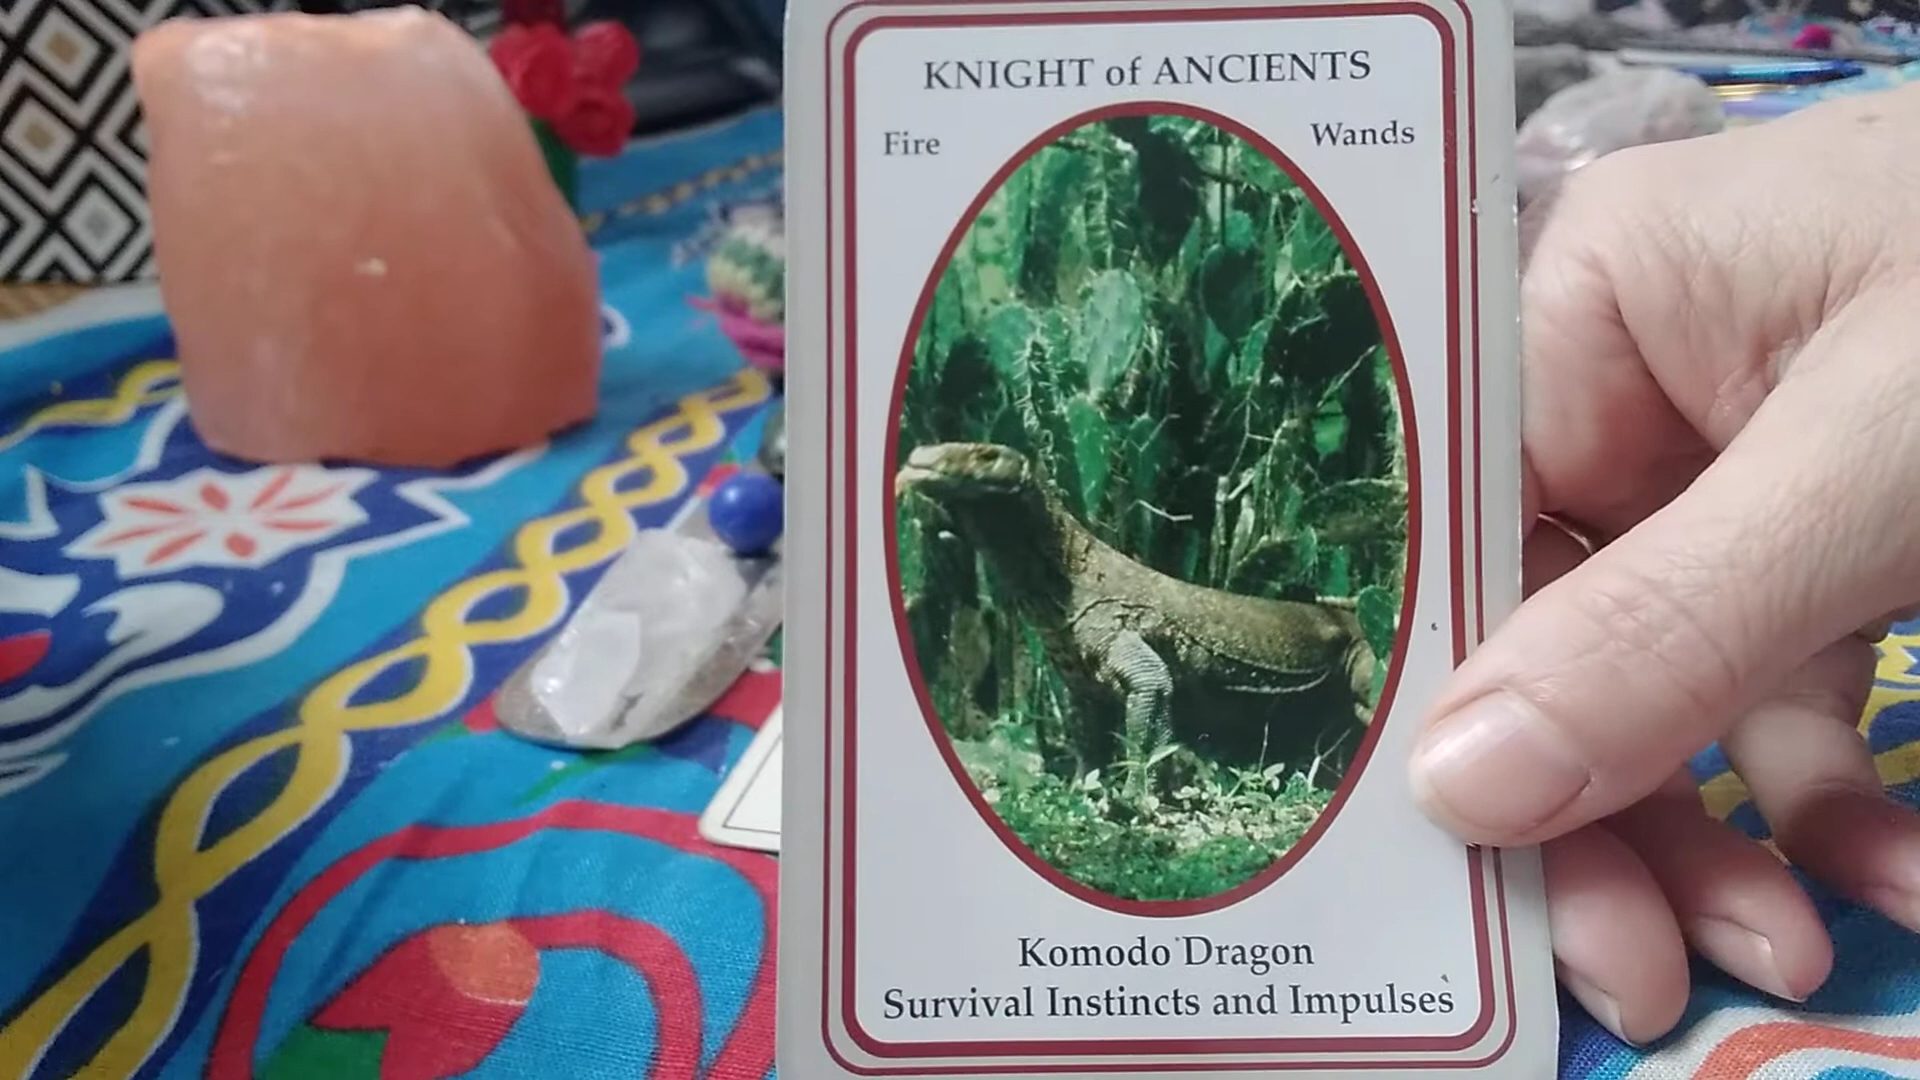 KNIGHT of ANCIENTS
Fire
Wands
Komodo Dragon
Survival Instincts and Impulses